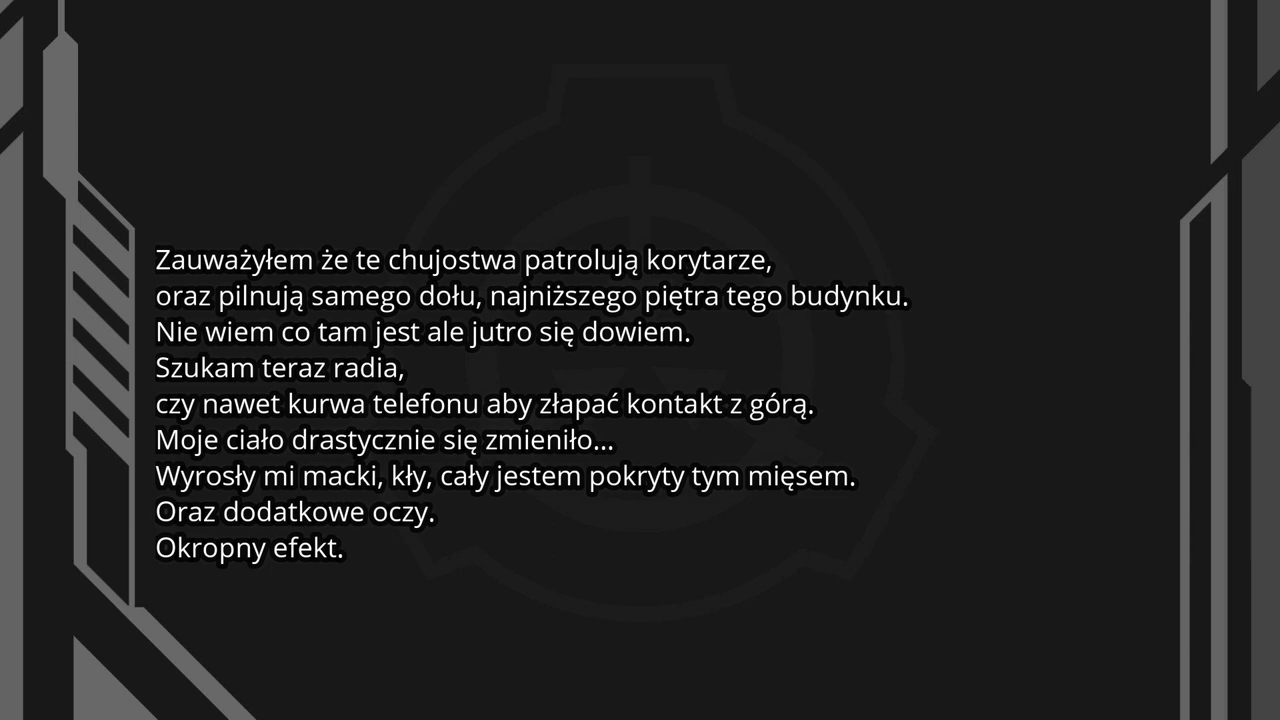 Zauważyłem że te chujostwa patrolują korytarze,
oraz pilnują samego dołu, najniższego piętra tego budynku.
Nie wiem co tam jest ale jutro się dowiem.
Szukam teraz radia,
czy nawet kurwa telefonu aby złapać kontakt z górą.
Moje ciało drastycznie się zmieniło...
Wyrosły mi macki, kły, cały jestem pokryty tym mięsem.
Oraz dodatkowe oczy.
Okropny efekt.